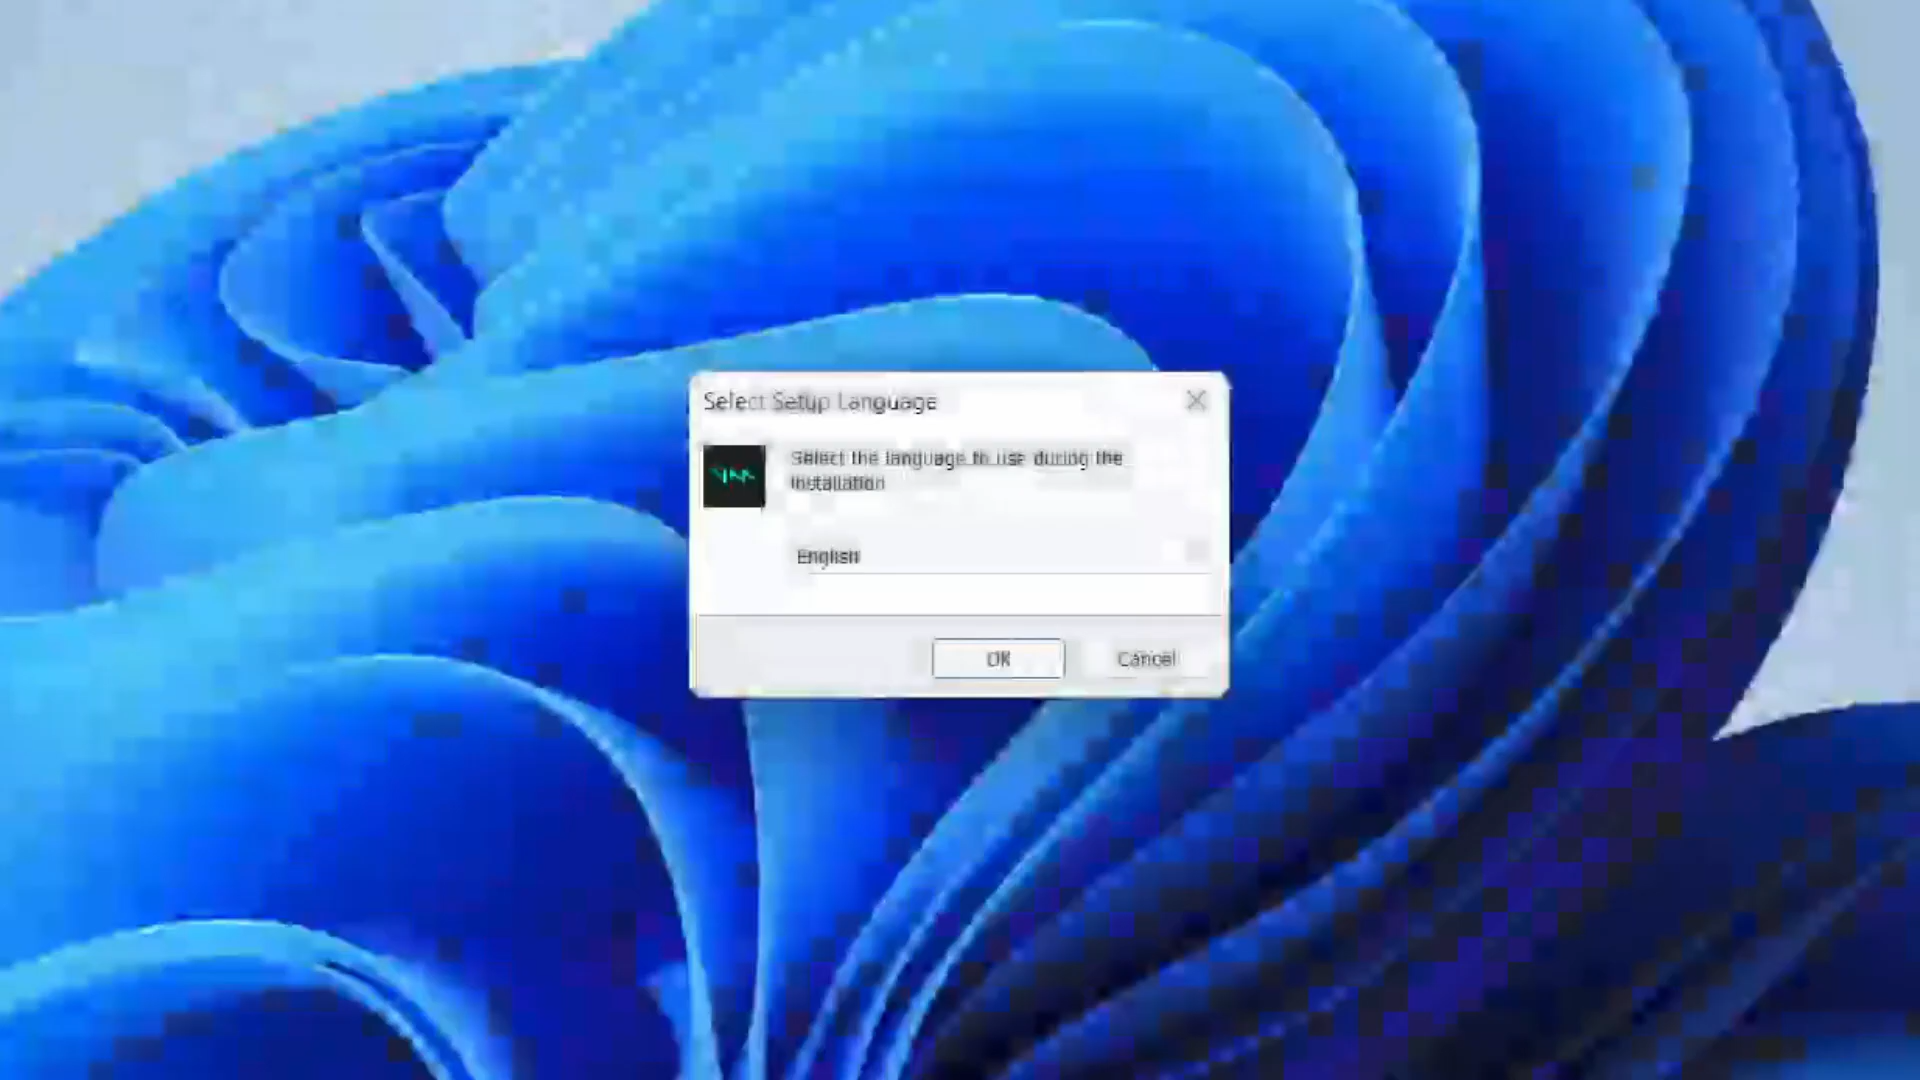 Select Setup Language
Select the language to use during the
installation
English
OK
Cancel